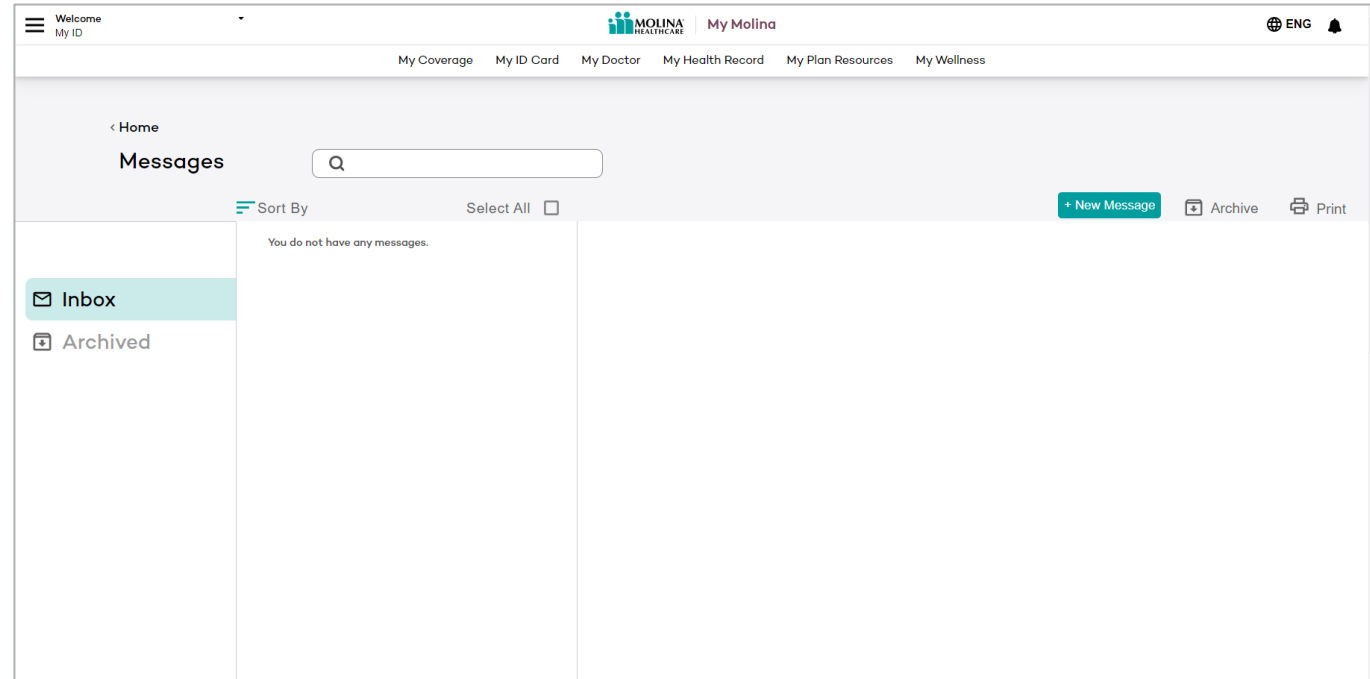 Welcome
My ID
MOLINA HEALTHCARE
My Molina
ENG
My Coverage My ID Card My Doctor My Health Record My Plan Resources My Wellness
< Home
Messages
Sort By Select All + New Message Archive Print
You do not have any messages.
Inbox
Archived